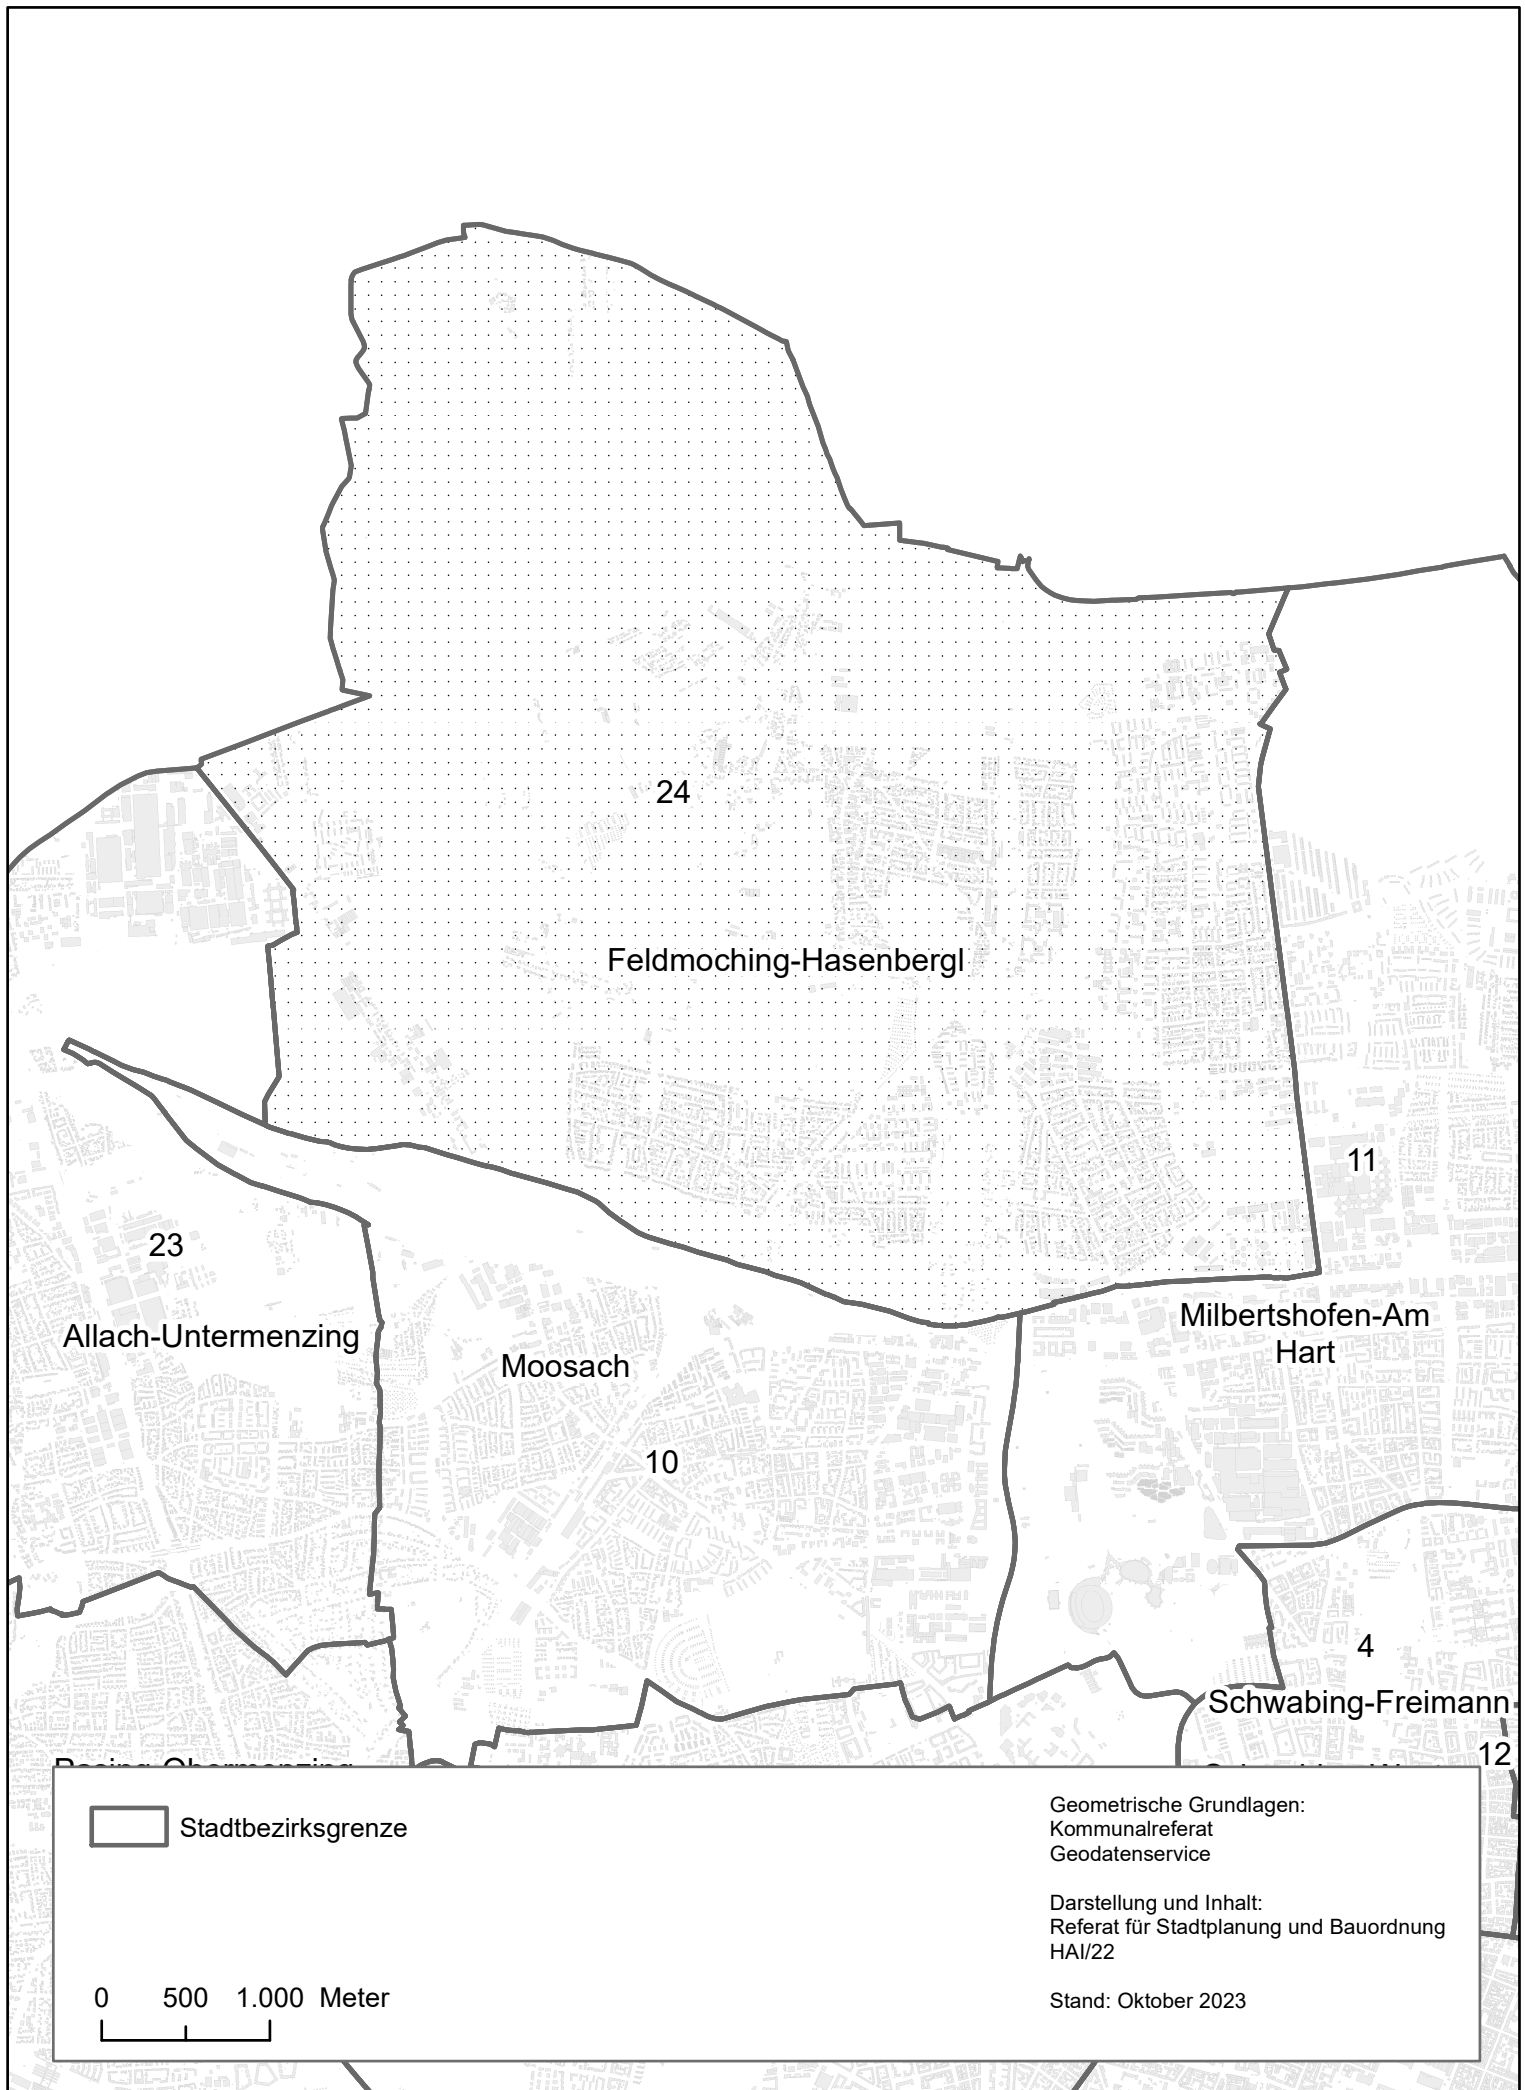 24
Feldmoching-Hasenbergl
11
23
Milbertshofen-Am
Hart
Allach-Untermenzing
Moosach
10
4
Schwabing-Freimann
12
Stadtbezirksgrenze
0 500 1.000 Meter
Geometrische Grundlagen:
Kommunalreferat
Geodatenservice
Darstellung und Inhalt:
Referat für Stadtplanung und Bauordnung
HAI/22
Stand: Oktober 2023